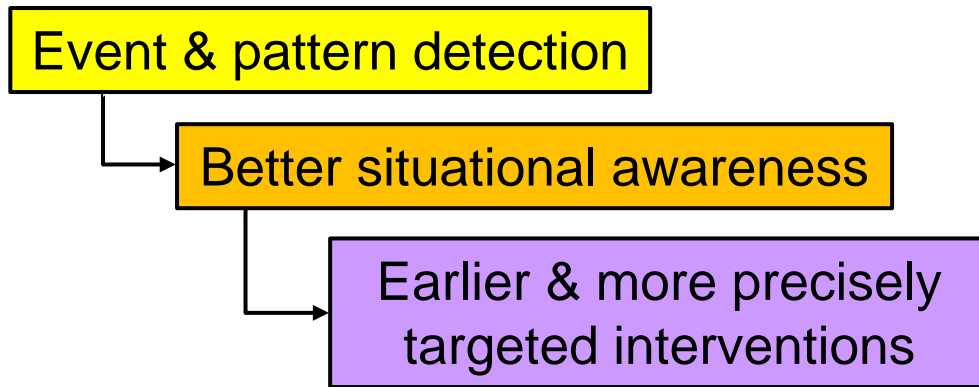 Event & pattern detection
Better situational awareness
Earlier & more precisely
targeted interventions